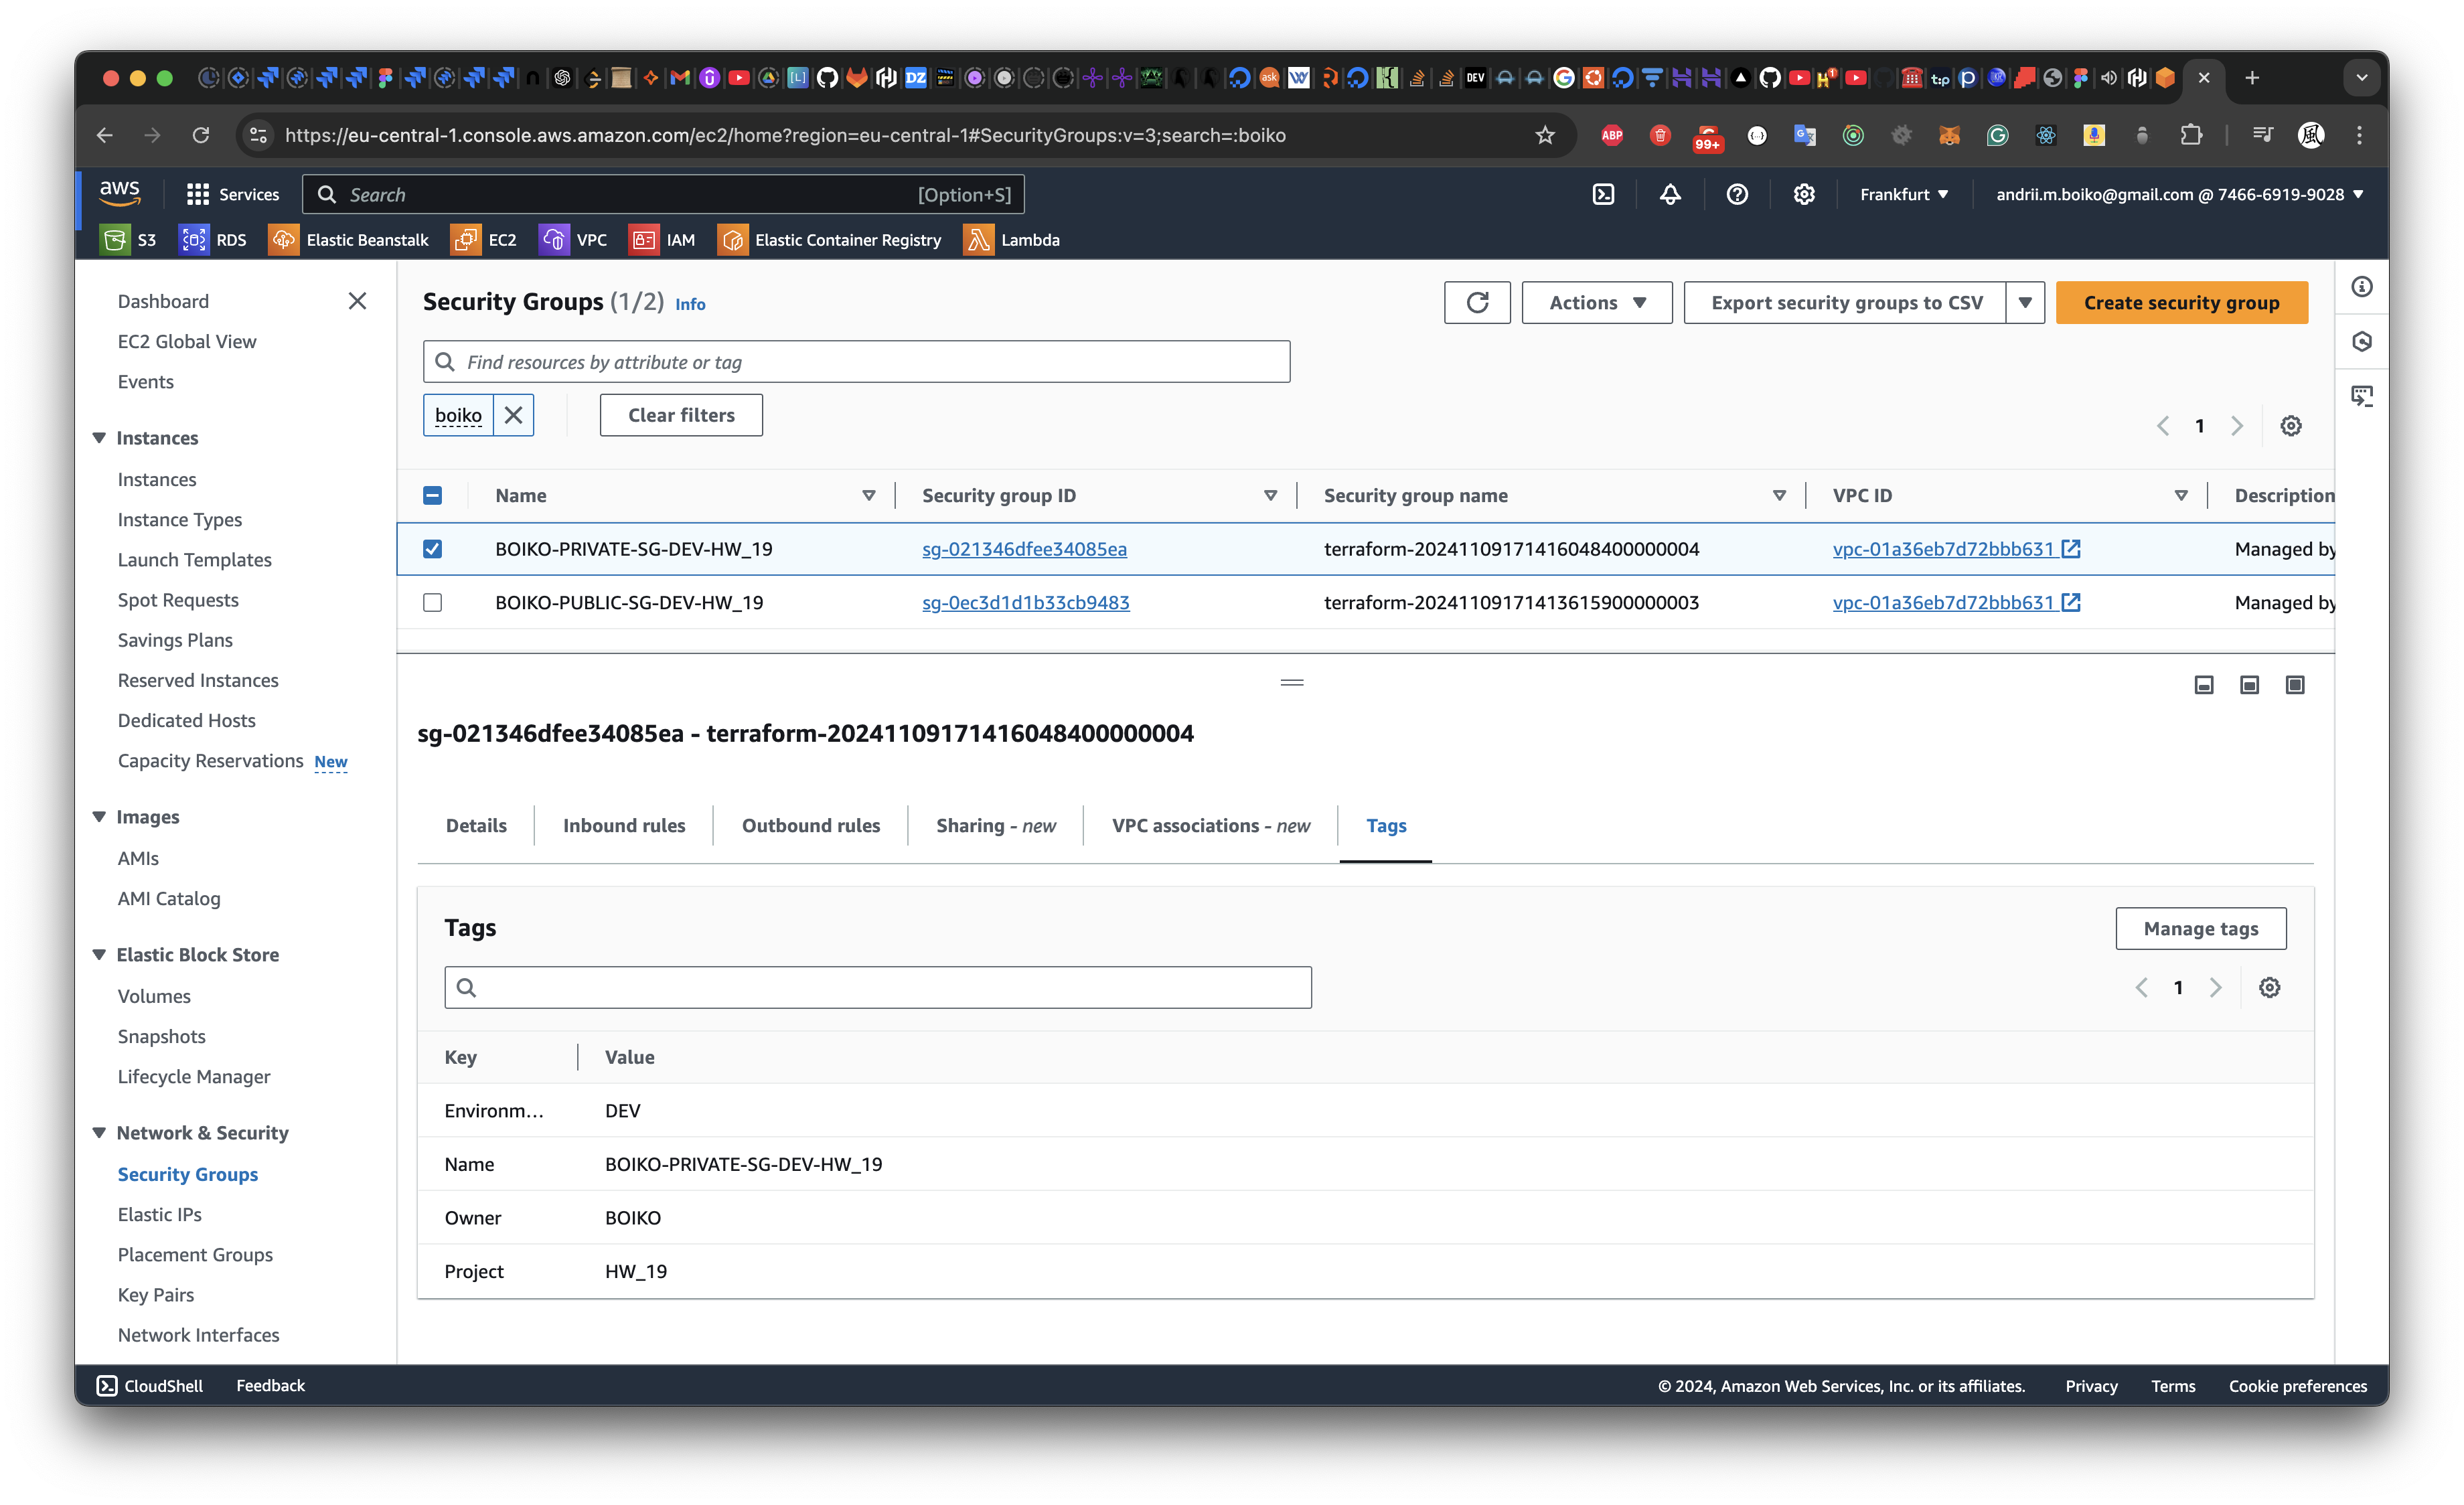 https://eu-central-1.console.aws.amazon.com/ec2/home?region=eu-central-1#SecurityGroups:v=3;search=:boiko
ABP
99+
aws
Services
Search
[Option+S]
Frankfurt
andrii.m.boiko@gmail.com @ 7466-6919-9028
S3
RDS
Elastic Beanstalk
EC2
VPC
IAM
Elastic Container Registry
Lambda
Dashboard
EC2 Global View
Events
Instances
Instances
Instance Types
Launch Templates
Spot Requests
Savings Plans
Reserved Instances
Dedicated Hosts
Capacity Reservations New
Images
AMIs
AMI Catalog
Elastic Block Store
Volumes
Snapshots
Lifecycle Manager
Network & Security
Security Groups
Elastic IPs
Placement Groups
Key Pairs
Network Interfaces
Security Groups (1/2) Info
Actions
Export security groups to CSV
Create security group
Find resources by attribute or tag
boiko
Clear filters
1
Name
Security group ID
Security group name
VPC ID
Description
BOIKO-PRIVATE-SG-DEV-HW_19
sg-021346dfee34085ea
terraform-20241109171416048400000004
vpc-01a36eb7d72bbb631
Managed by
BOIKO-PUBLIC-SG-DEV-HW_19
sg-0ec3d1d1b33cb9483
terraform-20241109171413615900000003
vpc-01a36eb7d72bbb631
Managed by
sg-021346dfee34085ea - terraform-20241109171416048400000004
Details
Inbound rules
Outbound rules
Sharing - new
VPC associations - new
Tags
Tags
Manage tags
1
Key
Value
Environm...
DEV
Name
BOIKO-PRIVATE-SG-DEV-HW_19
Owner
BOIKO
Project
HW_19
CloudShell
Feedback
© 2024, Amazon Web Services, Inc. or its affiliates.
Privacy
Terms
Cookie preferences